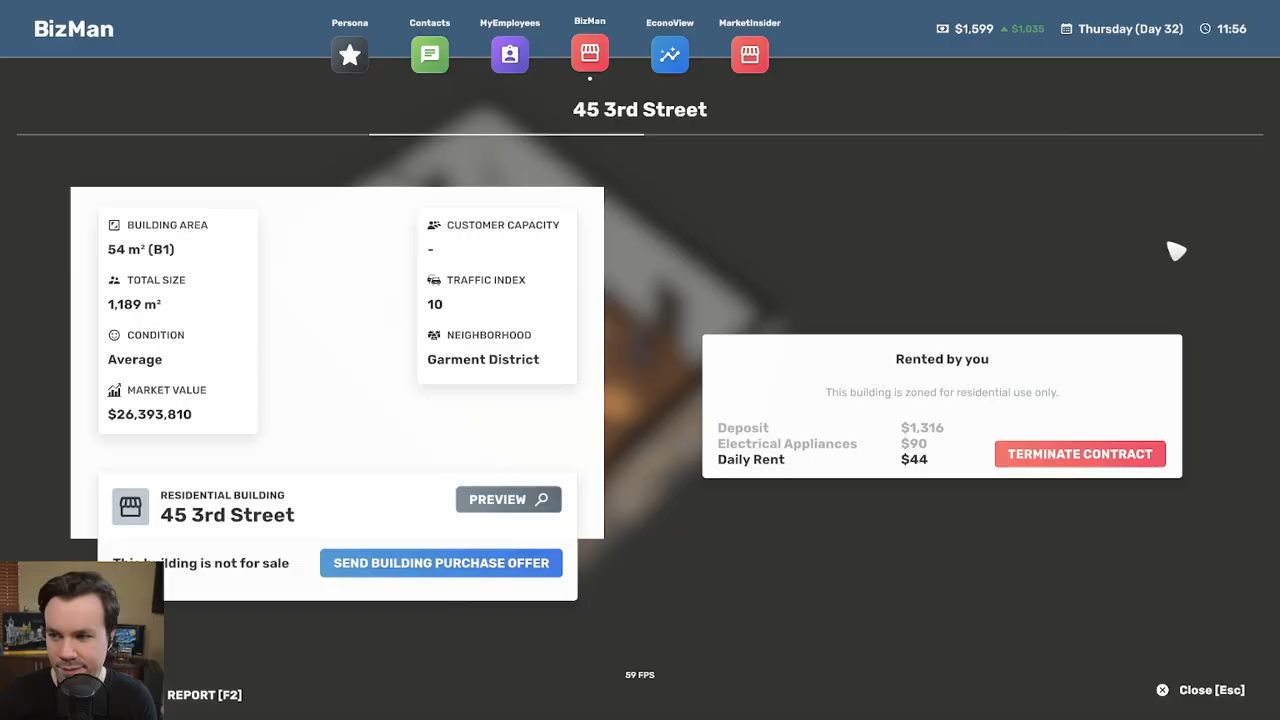 BizMan
Persona
Contacts
MyEmployees
BizMan
EconoView
MarketInsider
$1,599 ▲ $1,035
Thursday (Day 32)
11:56
45 3rd Street
BUILDING AREA
54 m² (B1)
TOTAL SIZE
1,189 m²
CONDITION
Average
MARKET VALUE
$26,393,810
CUSTOMER CAPACITY
-
TRAFFIC INDEX
10
NEIGHBORHOOD
Garment District
RESIDENTIAL BUILDING
45 3rd Street
PREVIEW
This building is not for sale
SEND BUILDING PURCHASE OFFER
Rented by you
This building is zoned for residential use only.
Deposit $1,316
Electrical Appliances $90
Daily Rent $44
TERMINATE CONTRACT
59 FPS
REPORT [F2]
Close [Esc]